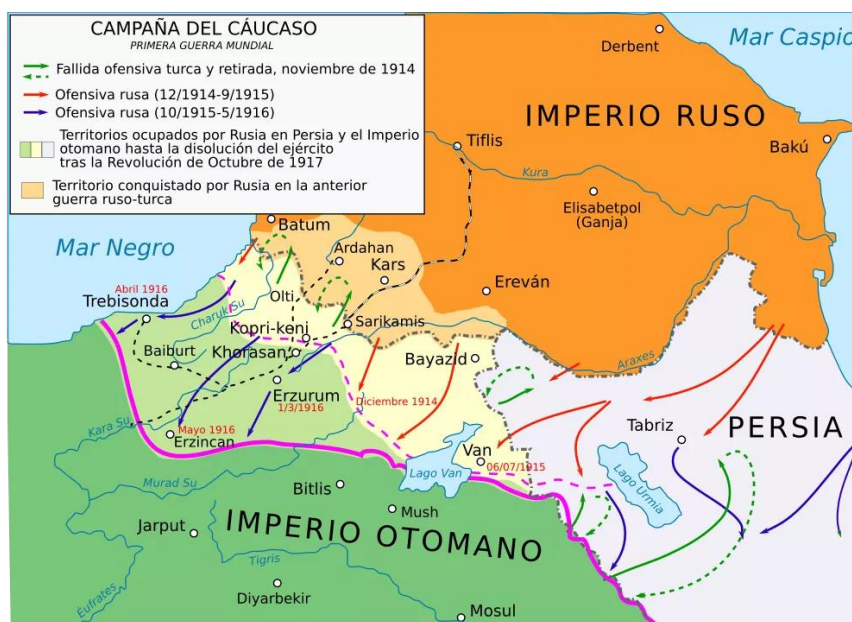 CAMPAÑA DEL CÁUCASO
PRIMERA GUERRA MUNDIAL
Fallida ofensiva turca y retirada, noviembre de 1914
Ofensiva rusa (12/1914-9/1915)
Ofensiva rusa (10/1915-5/1916)
Territorios ocupados por Rusia en Persia y el Imperio
otomano hasta la disolución del ejército
tras la Revolución de Octubre de 1917
Territorio conquistado por Rusia en la anterior
guerra ruso-turca
Mar Caspio
Derbent
IMPERIO RUSO
Tiflis
Bakú
Kura
Elisabetpol
(Ganja)
Batum
Mar Negro
Ardahan
Kars
Ereván
Abril 1916
Trebisonda
Olti
Charuk Su
Sarikamis
Kopri-keni
Baiburt
Khorasan
Bayazid
Araxes
Erzurum
1/3/1916
Diciembre 1914
Kara Su
Mayo 1916
Erzincan
Tabriz
PERSIA
Van
06/07/1915
Lago Van
Lago Urmia
Murad Su
Bitlis
Mush
Jarput
IMPERIO OTOMANO
Tigris
Diyarbekir
Éufrates
Mosul